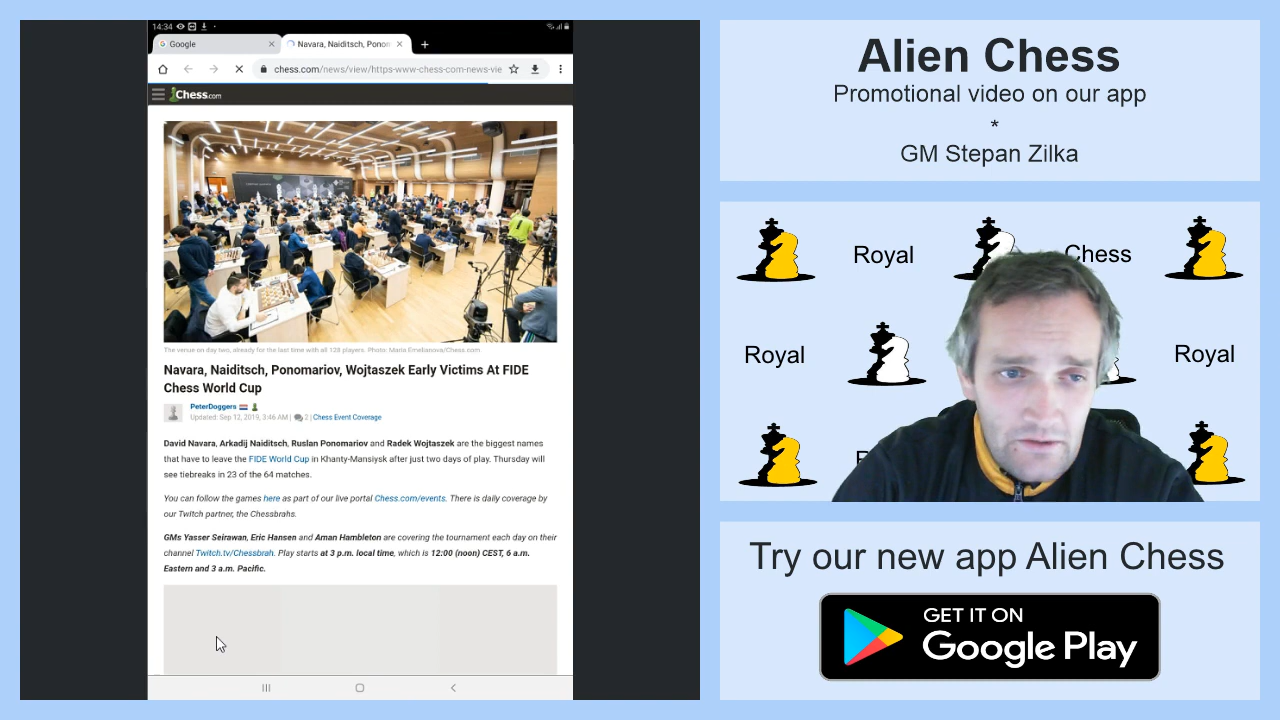 14:34
Google
Navara, Naiditsch, Ponon
chess.com/news/view/https-www-chess-com-news-vie
Chess.com
The venue on day two, already for the last time with all 128 players. Photo: Maria Emelianova/Chess.com
Navara, Naiditsch, Ponomariov, Wojtaszek Early Victims At FIDE
Chess World Cup
PeterDoggers
Updated: Sep 12, 2019, 3:46 AM | 2 | Chess Event Coverage
David Navara, Arkadij Naiditsch, Ruslan Ponomariov and Radek Wojtaszek are the biggest names
that have to leave the FIDE World Cup in Khanty-Mansiysk after just two days of play. Thursday will
see tiebreaks in 23 of the 64 matches.
You can follow the games here as part of our live portal Chess.com/events. There is daily coverage by
our Twitch partner, the Chessbrahs.
GMs Yasser Seirawan, Eric Hansen and Aman Hambleton are covering the tournament each day on their
channel Twitch.tv/Chessbrah. Play starts at 3 p.m. local time, which is 12:00 (noon) CEST, 6 a.m.
Eastern and 3 a.m. Pacific.
Alien Chess
Promotional video on our app
*
GM Stepan Zilka
Royal
Chess
Royal
Royal
Try our new app Alien Chess
GET IT ON
Google Play